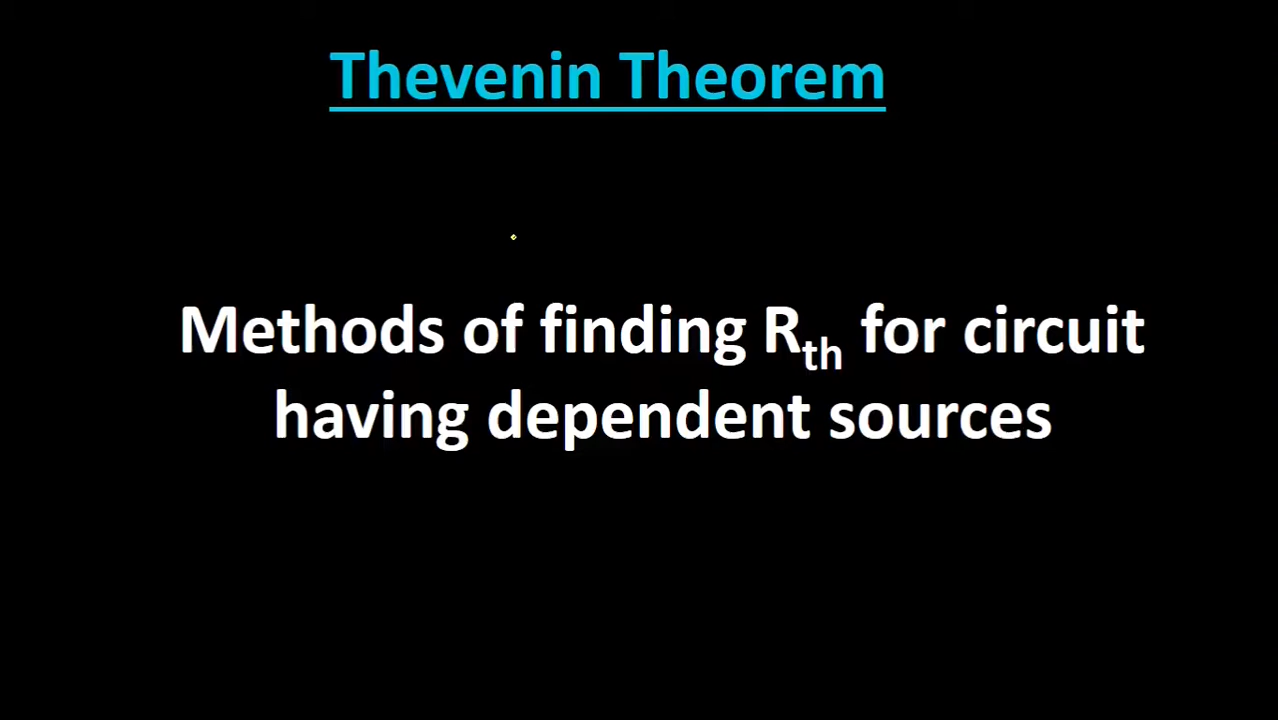 Thevenin Theorem
Methods of finding Rth for circuit
having dependent sources